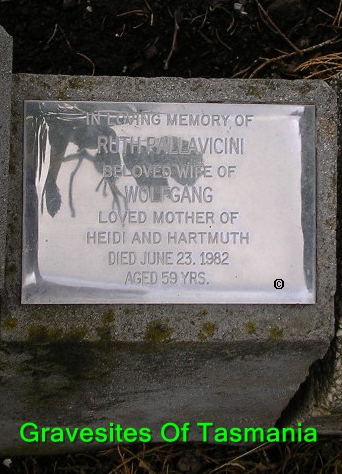 IN LOVING MEMORY OF
RUTH PALLAVICINI
BELOVED WIFE OF
WOLFGANG
LOVED MOTHER OF
HEIDI AND HARTMUTH
DIED JUNE 23. 1982
AGED 59 YRS.
©
Gravesites Of Tasmania